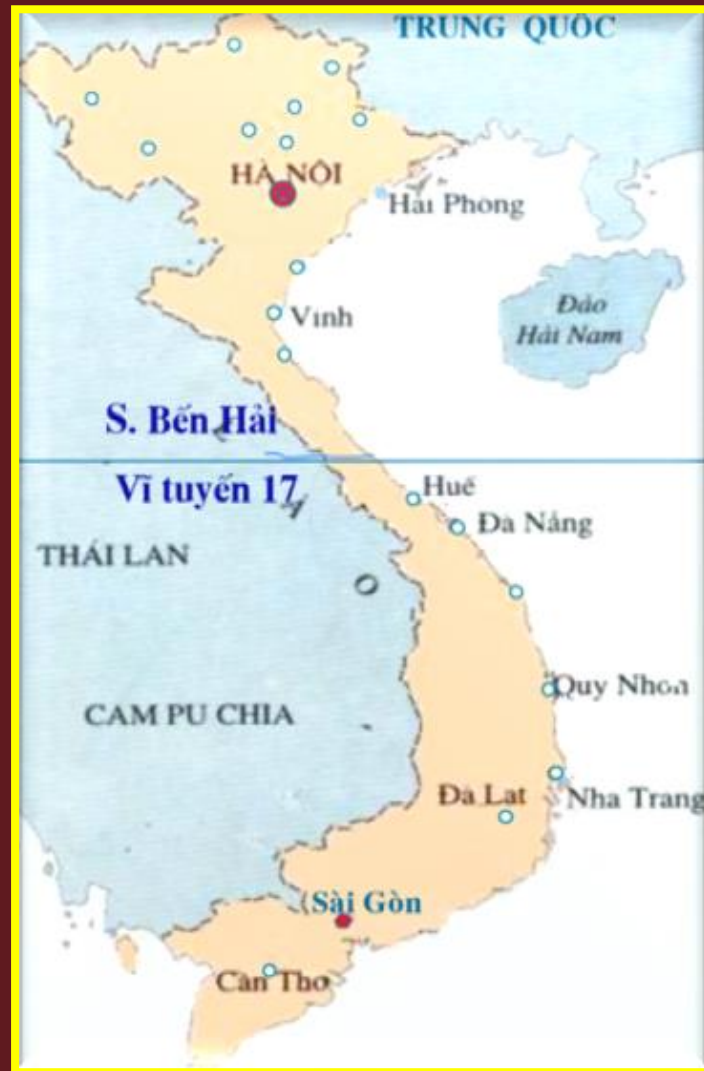 TRUNG QUỐC
HÀ NỘI
Hải Phòng
Đảo
Hải Nam
Vinh
S. Bến Hải
L
Vĩ tuyến 17
A
Huế
Đà Nẵng
THÁI LAN
O
Quy Nhơn
CAM PU CHIA
Đà Lạt
Nha Trang
Sài Gòn
Cần Thơ